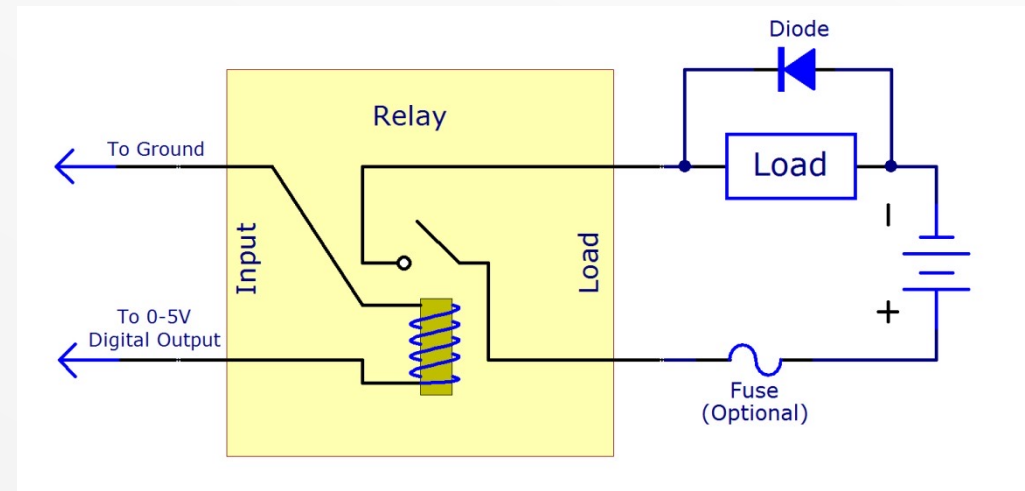 Diode
Relay
To Ground
Load
Input
Load
To 0-5V
Digital Output
+
Fuse
(Optional)